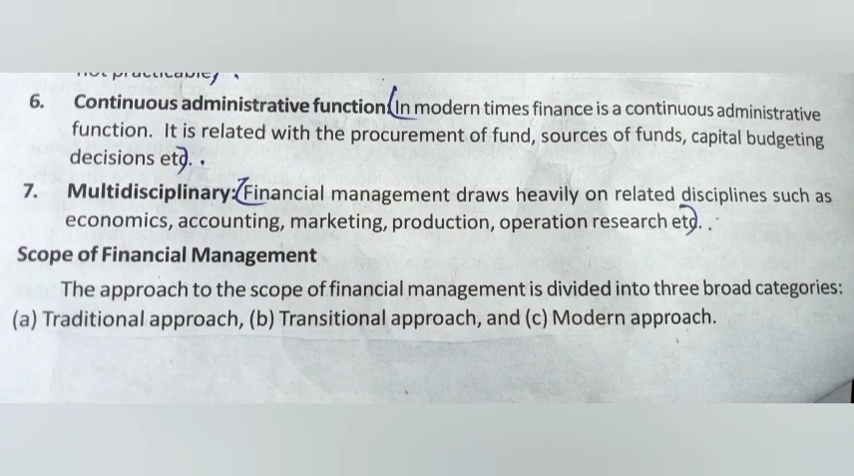 6. Continuous administrative function: In modern times finance is a continuous administrative
function. It is related with the procurement of fund, sources of funds, capital budgeting
decisions etc.
7. Multidisciplinary: Financial management draws heavily on related disciplines such as
economics, accounting, marketing, production, operation research etc.
Scope of Financial Management
The approach to the scope of financial management is divided into three broad categories:
(a) Traditional approach, (b) Transitional approach, and (c) Modern approach.